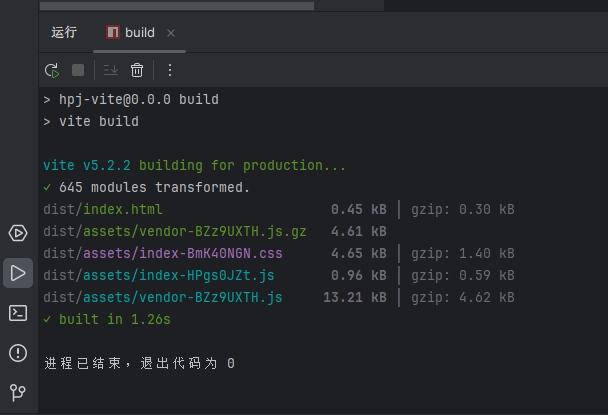 运行 build
> hpj-vite@0.0.0 build
> vite build
vite v5.2.2 building for production...
✓ 645 modules transformed.
dist/index.html 0.45 kB │ gzip: 0.30 kB
dist/assets/vendor-BZz9UXTH.js.gz 4.61 kB
dist/assets/index-BmK40NGN.css 4.65 kB │ gzip: 1.40 kB
dist/assets/index-HPgsOJZt.js 0.96 kB │ gzip: 0.59 kB
dist/assets/vendor-BZz9UXTH.js 13.21 kB │ gzip: 4.62 kB
✓ built in 1.26s
进程已结束，退出代码为 0